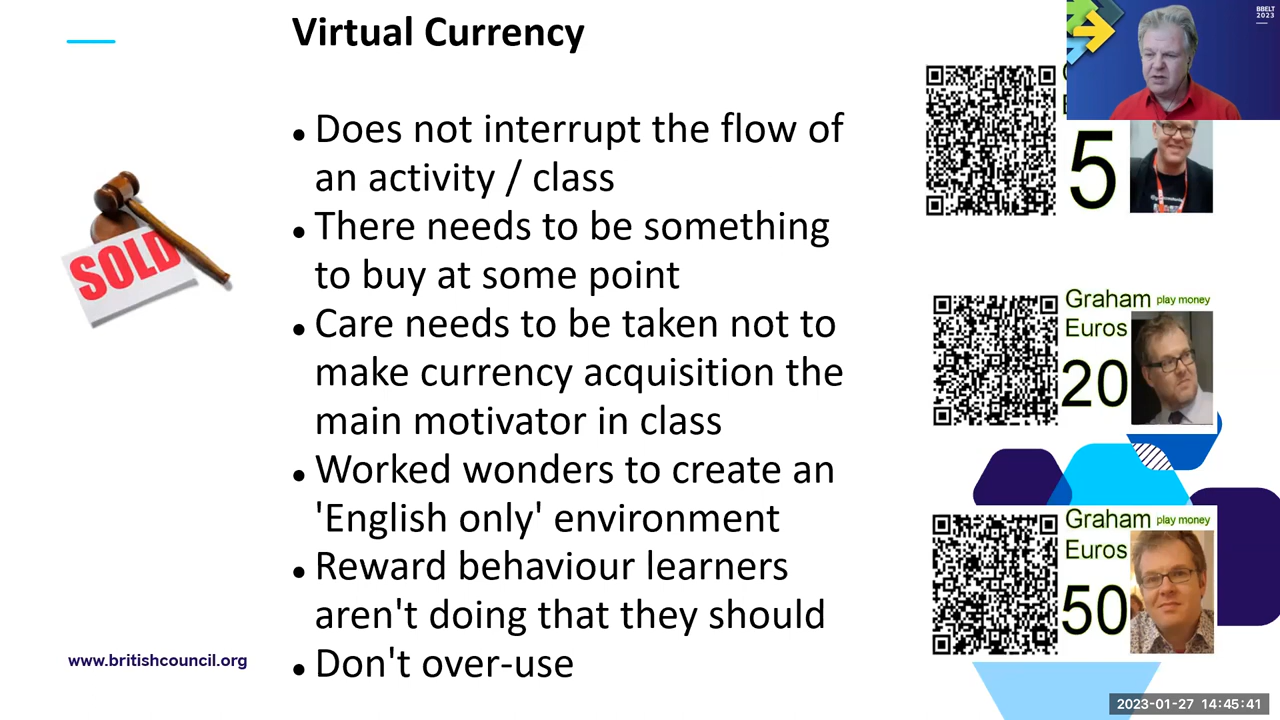 Virtual Currency
BBELT
2023
• Does not interrupt the flow of
an activity / class
• There needs to be something
to buy at some point
• Care needs to be taken not to
make currency acquisition the
main motivator in class
• Worked wonders to create an
'English only' environment
• Reward behaviour learners
aren't doing that they should
• Don't over-use
SOLD
5
Graham play money
Euros
20
Graham play money
Euros
50
www.britishcouncil.org
2023-01-27 14:45:41